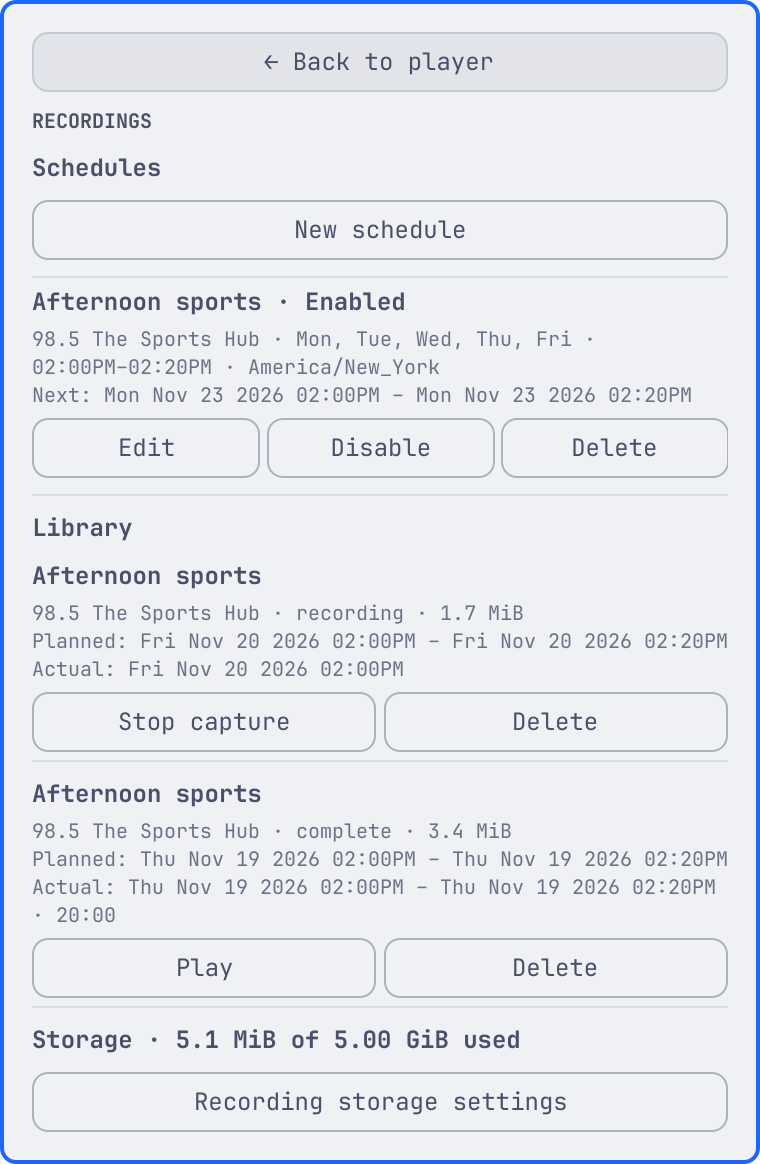 ← Back to player
RECORDINGS
Schedules
New schedule
Afternoon sports · Enabled
98.5 The Sports Hub · Mon, Tue, Wed, Thu, Fri ·
02:00PM–02:20PM · America/New_York
Next: Mon Nov 23 2026 02:00PM – Mon Nov 23 2026 02:20PM
Edit Disable Delete
Library
Afternoon sports
98.5 The Sports Hub · recording · 1.7 MiB
Planned: Fri Nov 20 2026 02:00PM – Fri Nov 20 2026 02:20PM
Actual: Fri Nov 20 2026 02:00PM
Stop capture Delete
Afternoon sports
98.5 The Sports Hub · complete · 3.4 MiB
Planned: Thu Nov 19 2026 02:00PM – Thu Nov 19 2026 02:20PM
Actual: Thu Nov 19 2026 02:00PM – Thu Nov 19 2026 02:20PM
· 20:00
Play Delete
Storage · 5.1 MiB of 5.00 GiB used
Recording storage settings